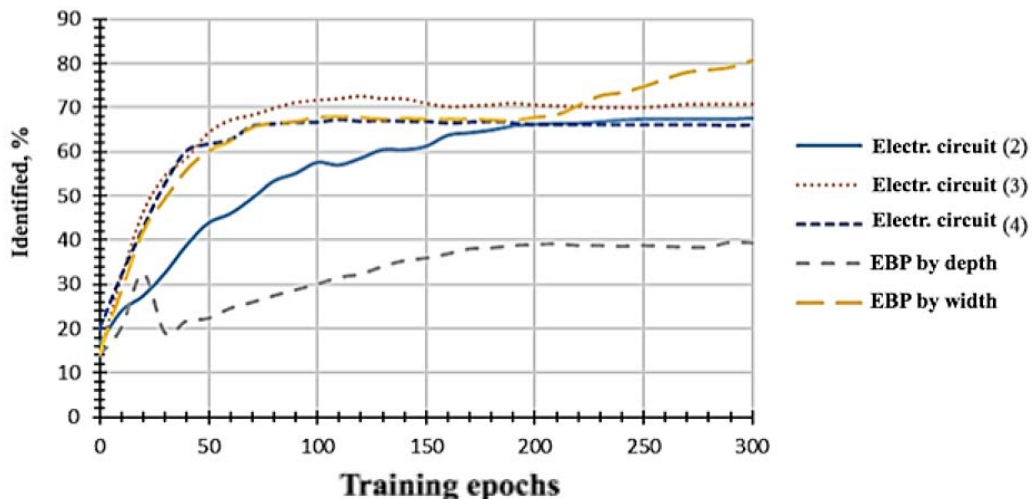 90
80
70
60
50
40
30
20
10
0
Identified, %
0 50 100 150 200 250 300
Training epochs
Electr. circuit (2)
Electr. circuit (3)
Electr. circuit (4)
EBP by depth
EBP by width